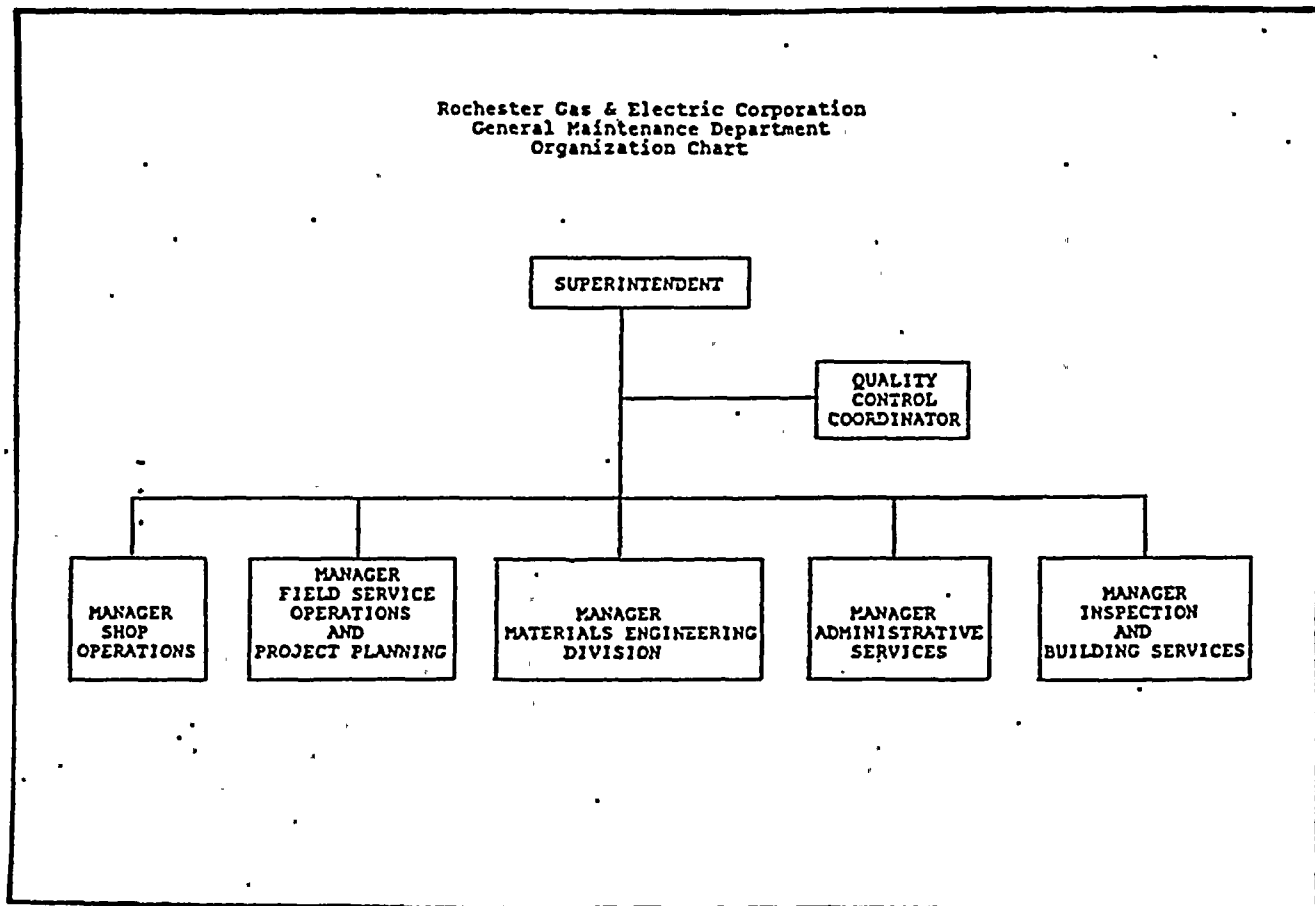 Rochester Gas & Electric Corporation
General Maintenance Department
Organization Chart
SUPERINTENDENT
QUALITY
CONTROL
COORDINATOR
MANAGER
SHOP
OPERATIONS
MANAGER
FIELD SERVICE
OPERATIONS
AND
PROJECT PLANNING
MANAGER
MATERIALS ENGINEERING
DIVISION
MANAGER
ADMINISTRATIVE
SERVICES
MANAGER
INSPECTION
AND
BUILDING SERVICES